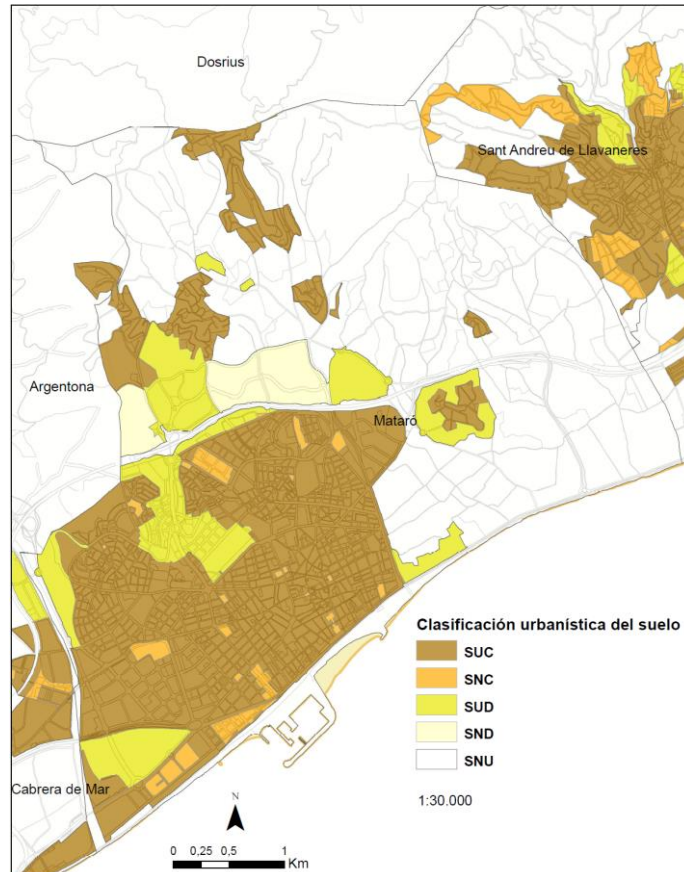 Dosrius
Sant Andreu de Llavaneres
Argentona
Mataró
Clasificación urbanística del suelo
SUC
SNC
SUD
SND
SNU
Cabrera de Mar
1:30.000
N
0 0,25 0,5 1
Km